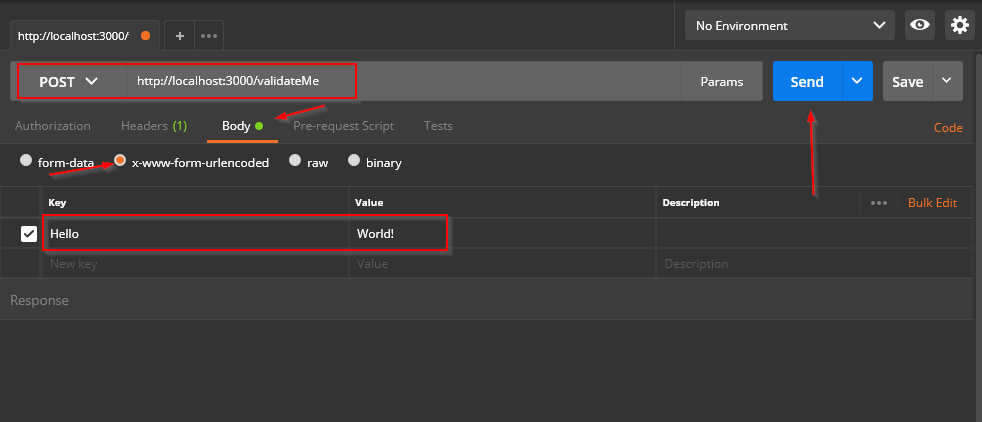 http://localhost:3000/ + ••• No Environment
POST http://localhost:3000/validateMe Params Send Save
Authorization Headers (1) Body Pre-request Script Tests Code
form-data x-www-form-urlencoded raw binary
Key Value Description ••• Bulk Edit
Hello World!
New key Value Description
Response